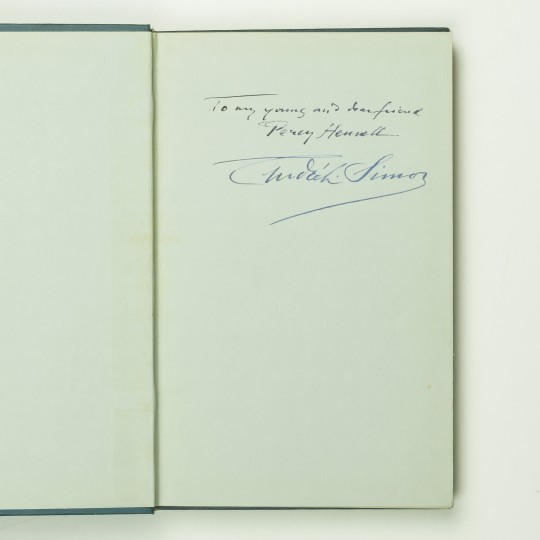 To my young and dear friend
Percy Hennell
André L. Simon